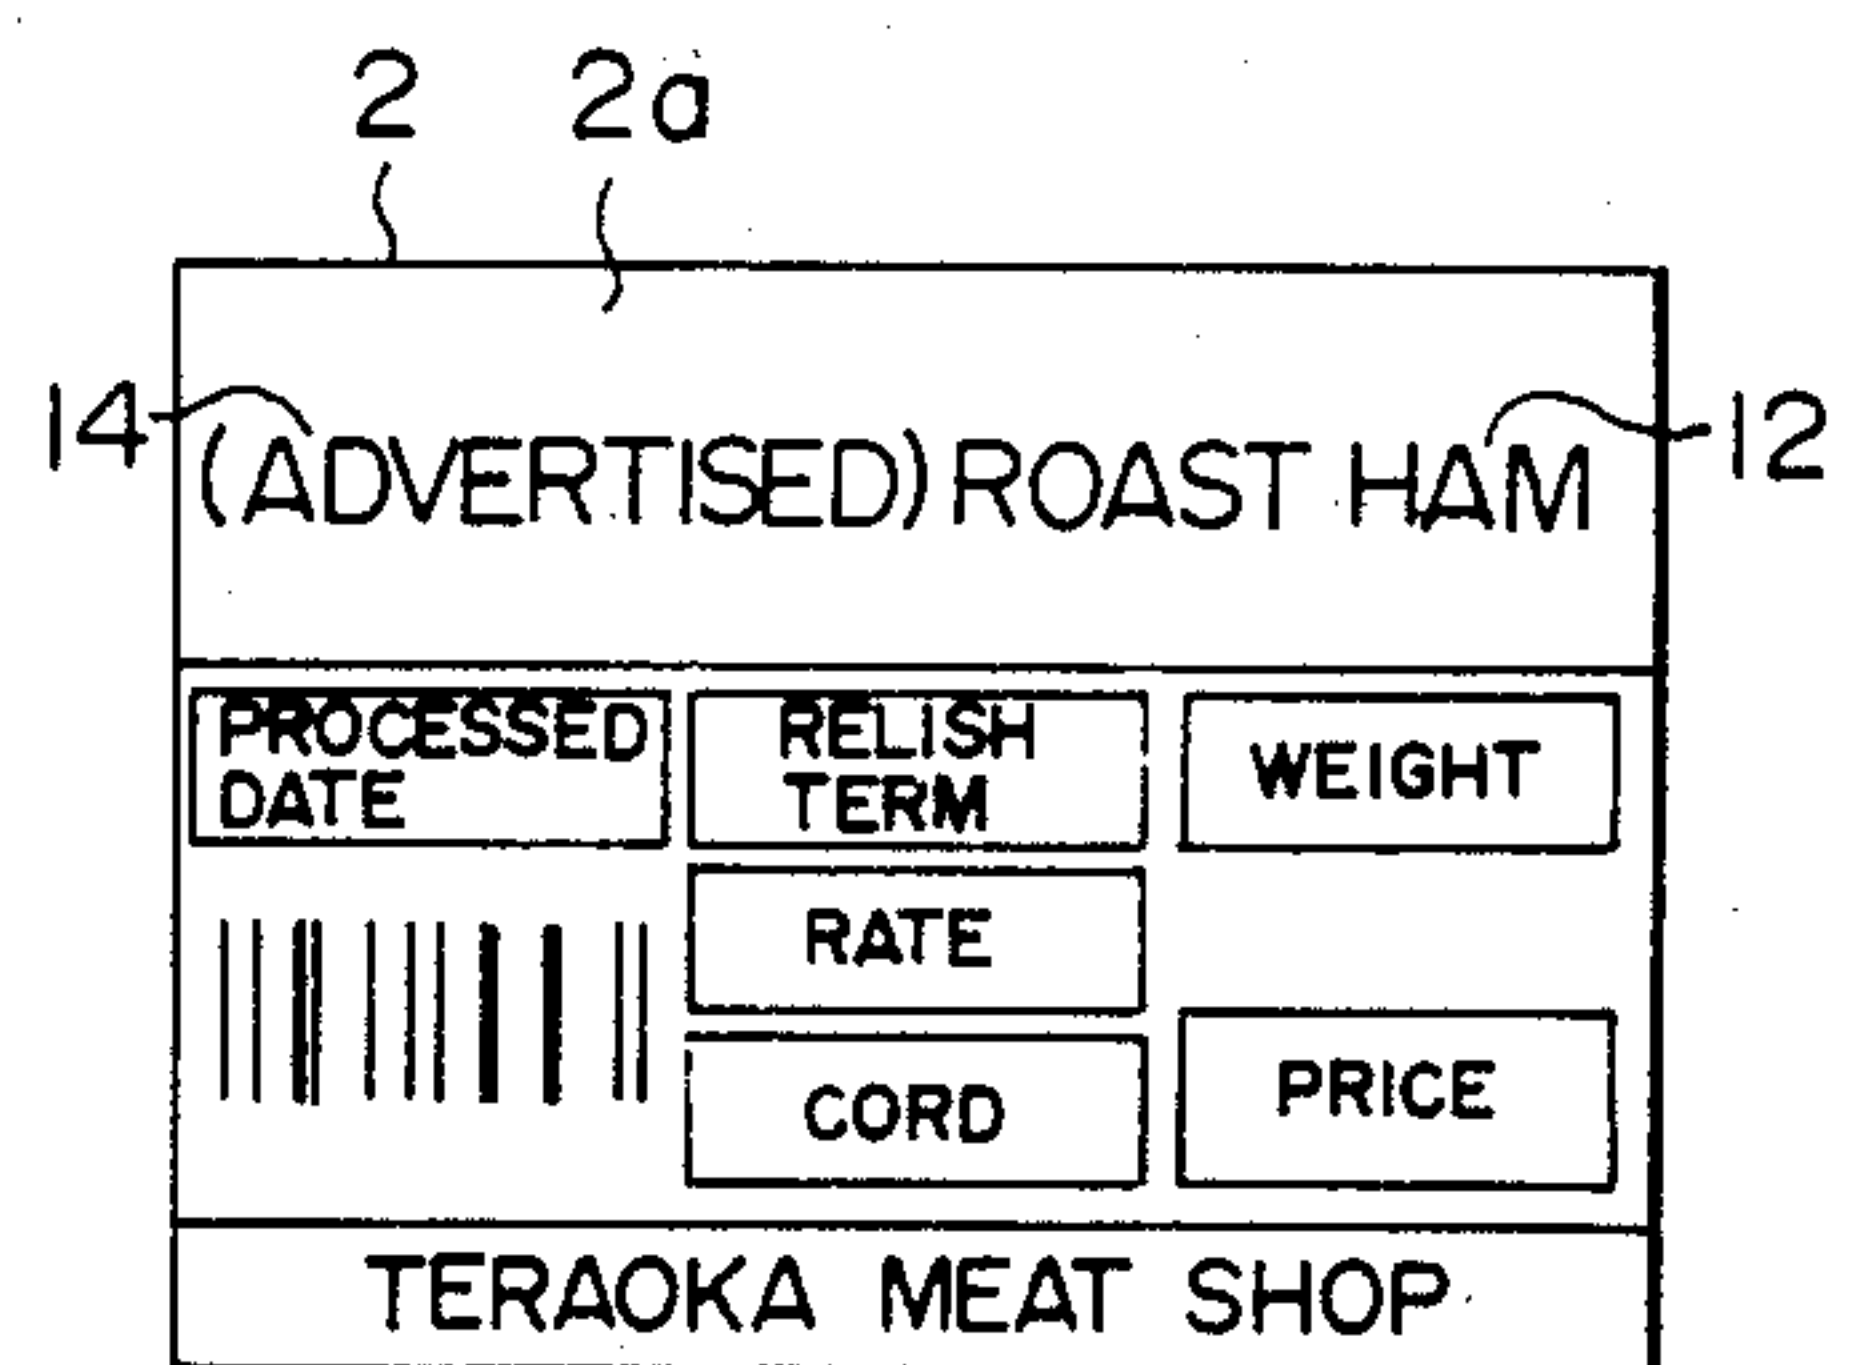 2 2a
14 12
(ADVERTISED) ROAST HAM
PROCESSED DATE
RELISH TERM
WEIGHT
RATE
CORD
PRICE
TERAOKA MEAT SHOP